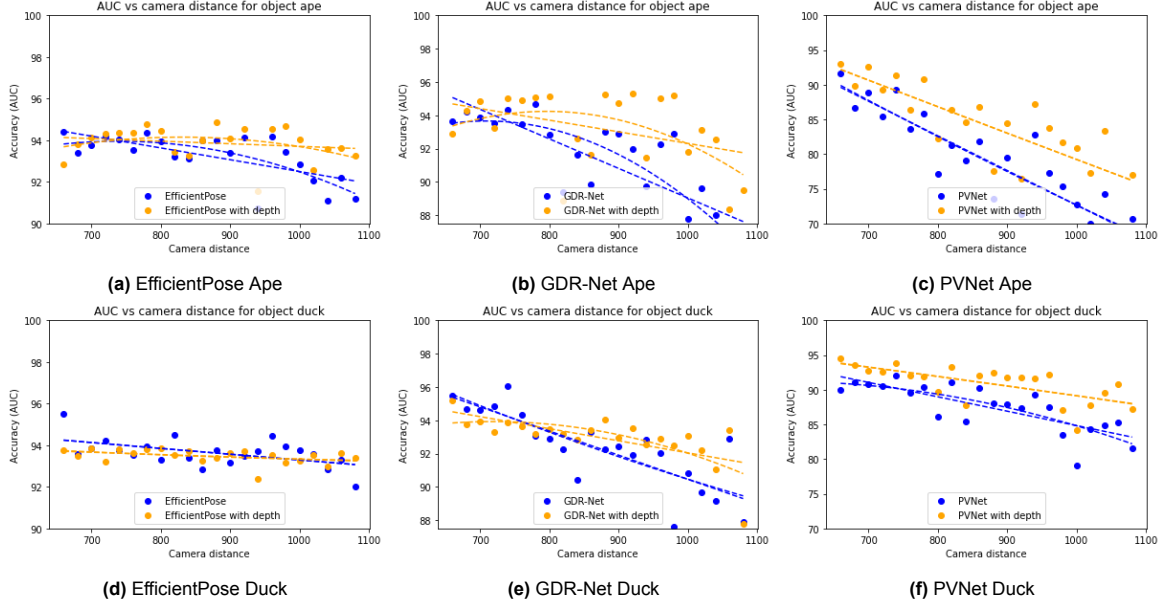 AUC vs camera distance for object ape
100
98
96
94
92
90
Accuracy (AUC)
EfficientPose
EfficientPose with depth
700 800 900 1000 1100
Camera distance
(a) EfficientPose Ape
AUC vs camera distance for object ape
100
98
96
94
92
90
88
Accuracy (AUC)
GDR-Net
GDR-Net with depth
700 800 900 1000 1100
Camera distance
(b) GDR-Net Ape
AUC vs camera distance for object ape
100
95
90
85
80
75
70
Accuracy (AUC)
PVNet
PVNet with depth
700 800 900 1000 1100
Camera distance
(c) PVNet Ape
AUC vs camera distance for object duck
100
98
96
94
92
90
Accuracy (AUC)
EfficientPose
EfficientPose with depth
700 800 900 1000 1100
Camera distance
(d) EfficientPose Duck
AUC vs camera distance for object duck
100
98
96
94
92
90
88
Accuracy (AUC)
GDR-Net
GDR-Net with depth
700 800 900 1000 1100
Camera distance
(e) GDR-Net Duck
AUC vs camera distance for object duck
100
95
90
85
80
75
70
Accuracy (AUC)
PVNet
PVNet with depth
700 800 900 1000 1100
Camera distance
(f) PVNet Duck